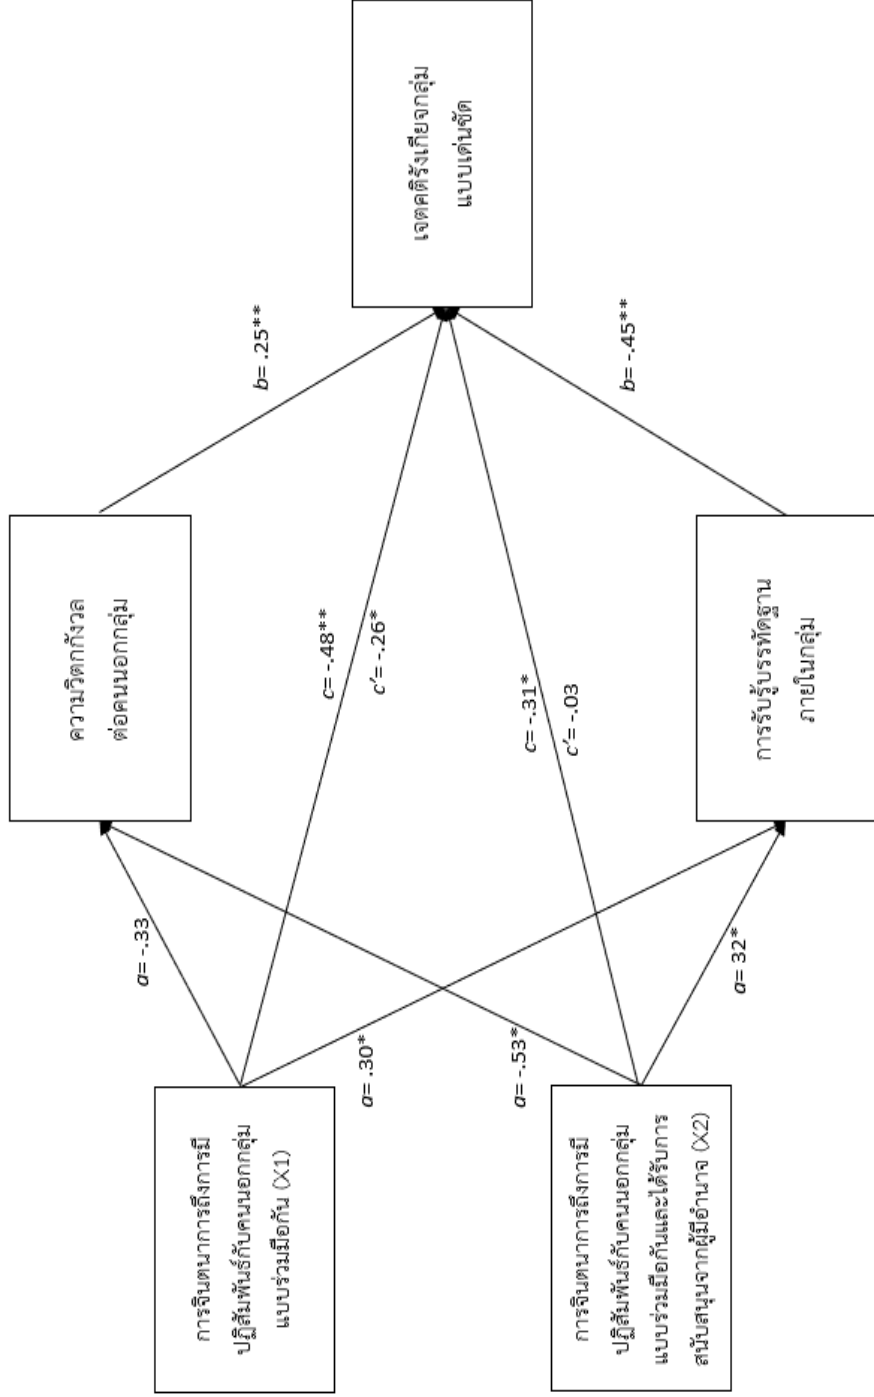 ความวิตกกังวล
ต่อคนนอกกลุ่ม
a= -.33
b= .25**
การจินตนาการถึงการมี
ปฏิสัมพันธ์กับคนนอกกลุ่ม
แบบร่วมมือกัน (X1)
c= -.48**
c′= -.26*
a= .30*
เจตคติรังเกียจกลุ่ม
แบบเด่นชัด
a= -.53*
c= -.31*
c′= -.03
การจินตนาการถึงการมี
ปฏิสัมพันธ์กับคนนอกกลุ่ม
แบบร่วมมือกันและได้รับการ
สนับสนุนจากผู้มีอำนาจ (X2)
a= 32*
b= -.45**
การรับรู้บรรทัดฐาน
ภายในกลุ่ม